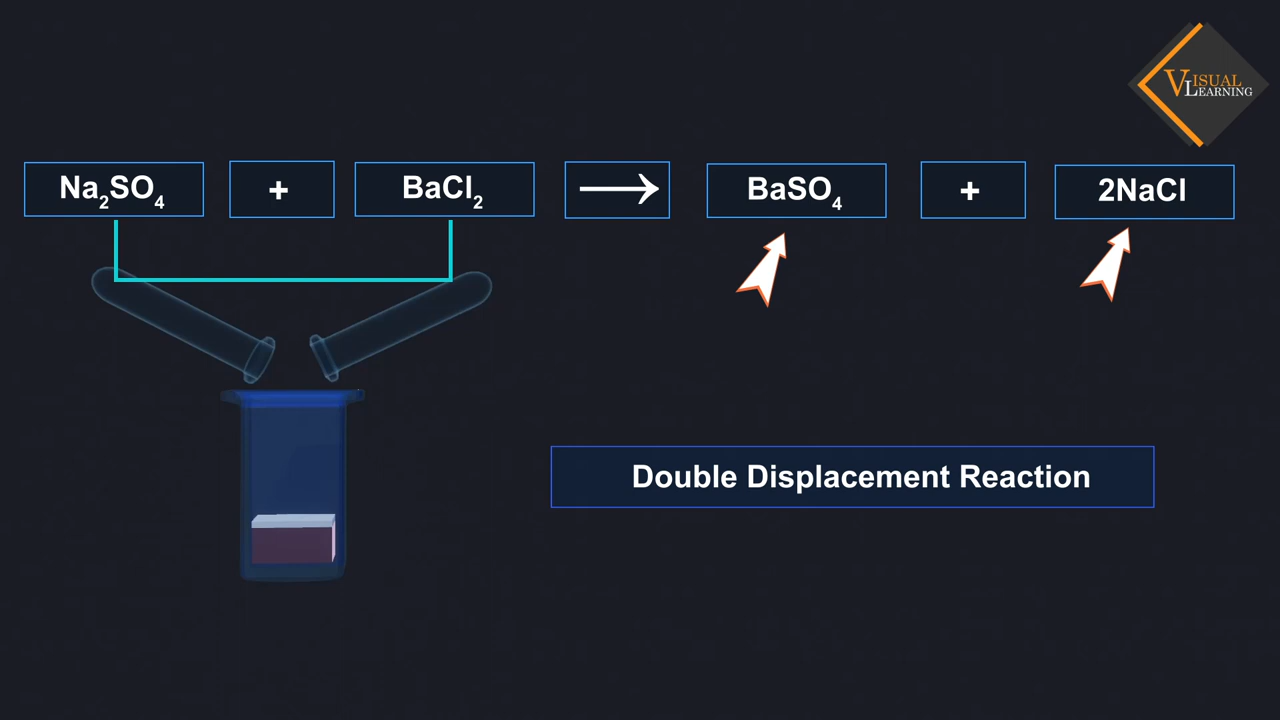 VISUAL
LEARNING
Na₂SO₄ + BaCl₂ ⟶ BaSO₄ + 2NaCl
Double Displacement Reaction